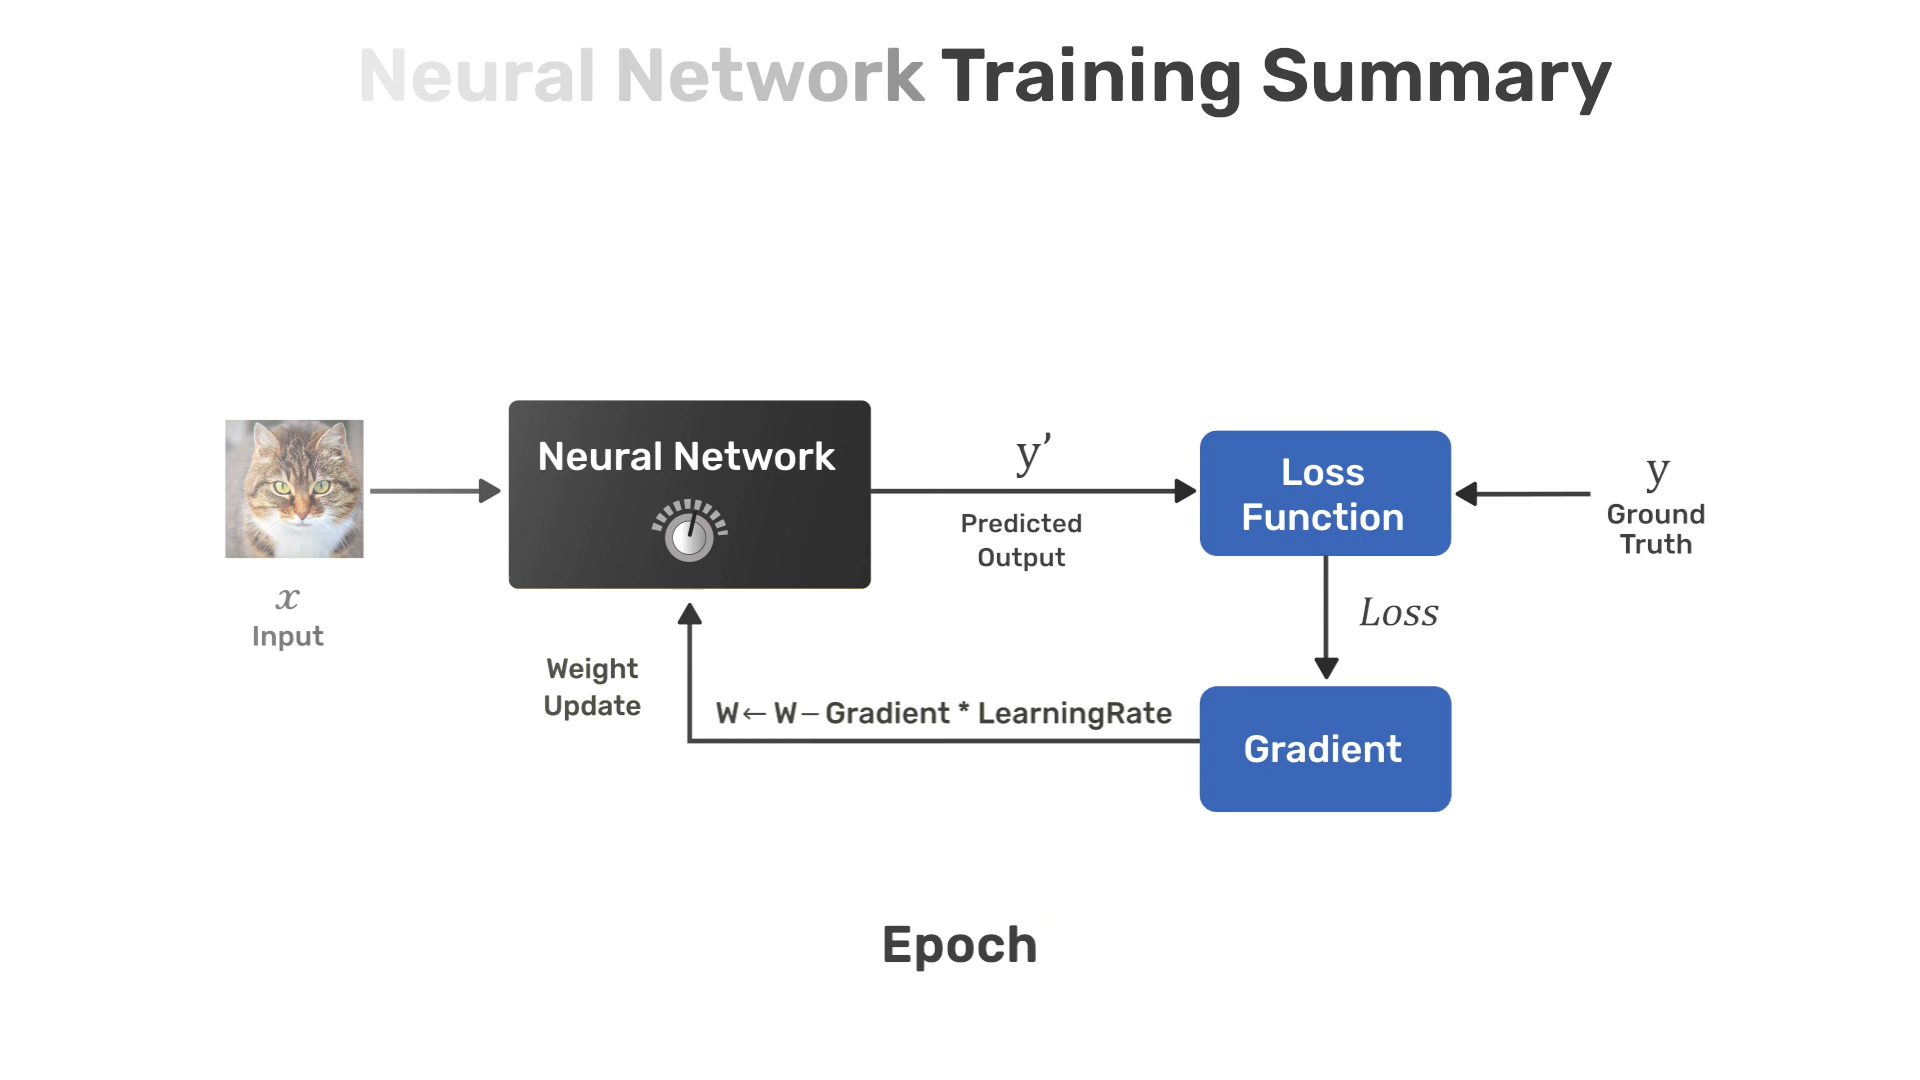 Neural Network Training Summary
x
Input
Neural Network
y’
Predicted
Output
Loss
Function
y
Ground
Truth
Loss
Gradient
W ← W – Gradient * LearningRate
Weight
Update
Epoch